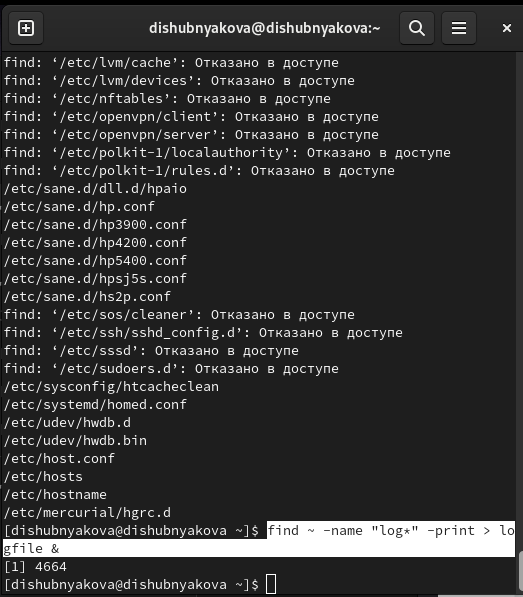 dishubnyakova@dishubnyakova:~
find: ‘/etc/lvm/cache’: Отказано в доступе
find: ‘/etc/lvm/devices’: Отказано в доступе
find: ‘/etc/nftables’: Отказано в доступе
find: ‘/etc/openvpn/client’: Отказано в доступе
find: ‘/etc/openvpn/server’: Отказано в доступе
find: ‘/etc/polkit-1/localauthority’: Отказано в доступе
find: ‘/etc/polkit-1/rules.d’: Отказано в доступе
/etc/sane.d/dll.d/hpaio
/etc/sane.d/hp.conf
/etc/sane.d/hp3900.conf
/etc/sane.d/hp4200.conf
/etc/sane.d/hp5400.conf
/etc/sane.d/hpsj5s.conf
/etc/sane.d/hs2p.conf
find: ‘/etc/sos/cleaner’: Отказано в доступе
find: ‘/etc/ssh/sshd_config.d’: Отказано в доступе
find: ‘/etc/sssd’: Отказано в доступе
find: ‘/etc/sudoers.d’: Отказано в доступе
/etc/sysconfig/htcacheclean
/etc/systemd/homed.conf
/etc/udev/hwdb.d
/etc/udev/hwdb.bin
/etc/host.conf
/etc/hosts
/etc/hostname
/etc/mercurial/hgrc.d
[dishubnyakova@dishubnyakova ~]$ find ~ -name "log*" -print > lo
gfile &
[1] 4664
[dishubnyakova@dishubnyakova ~]$